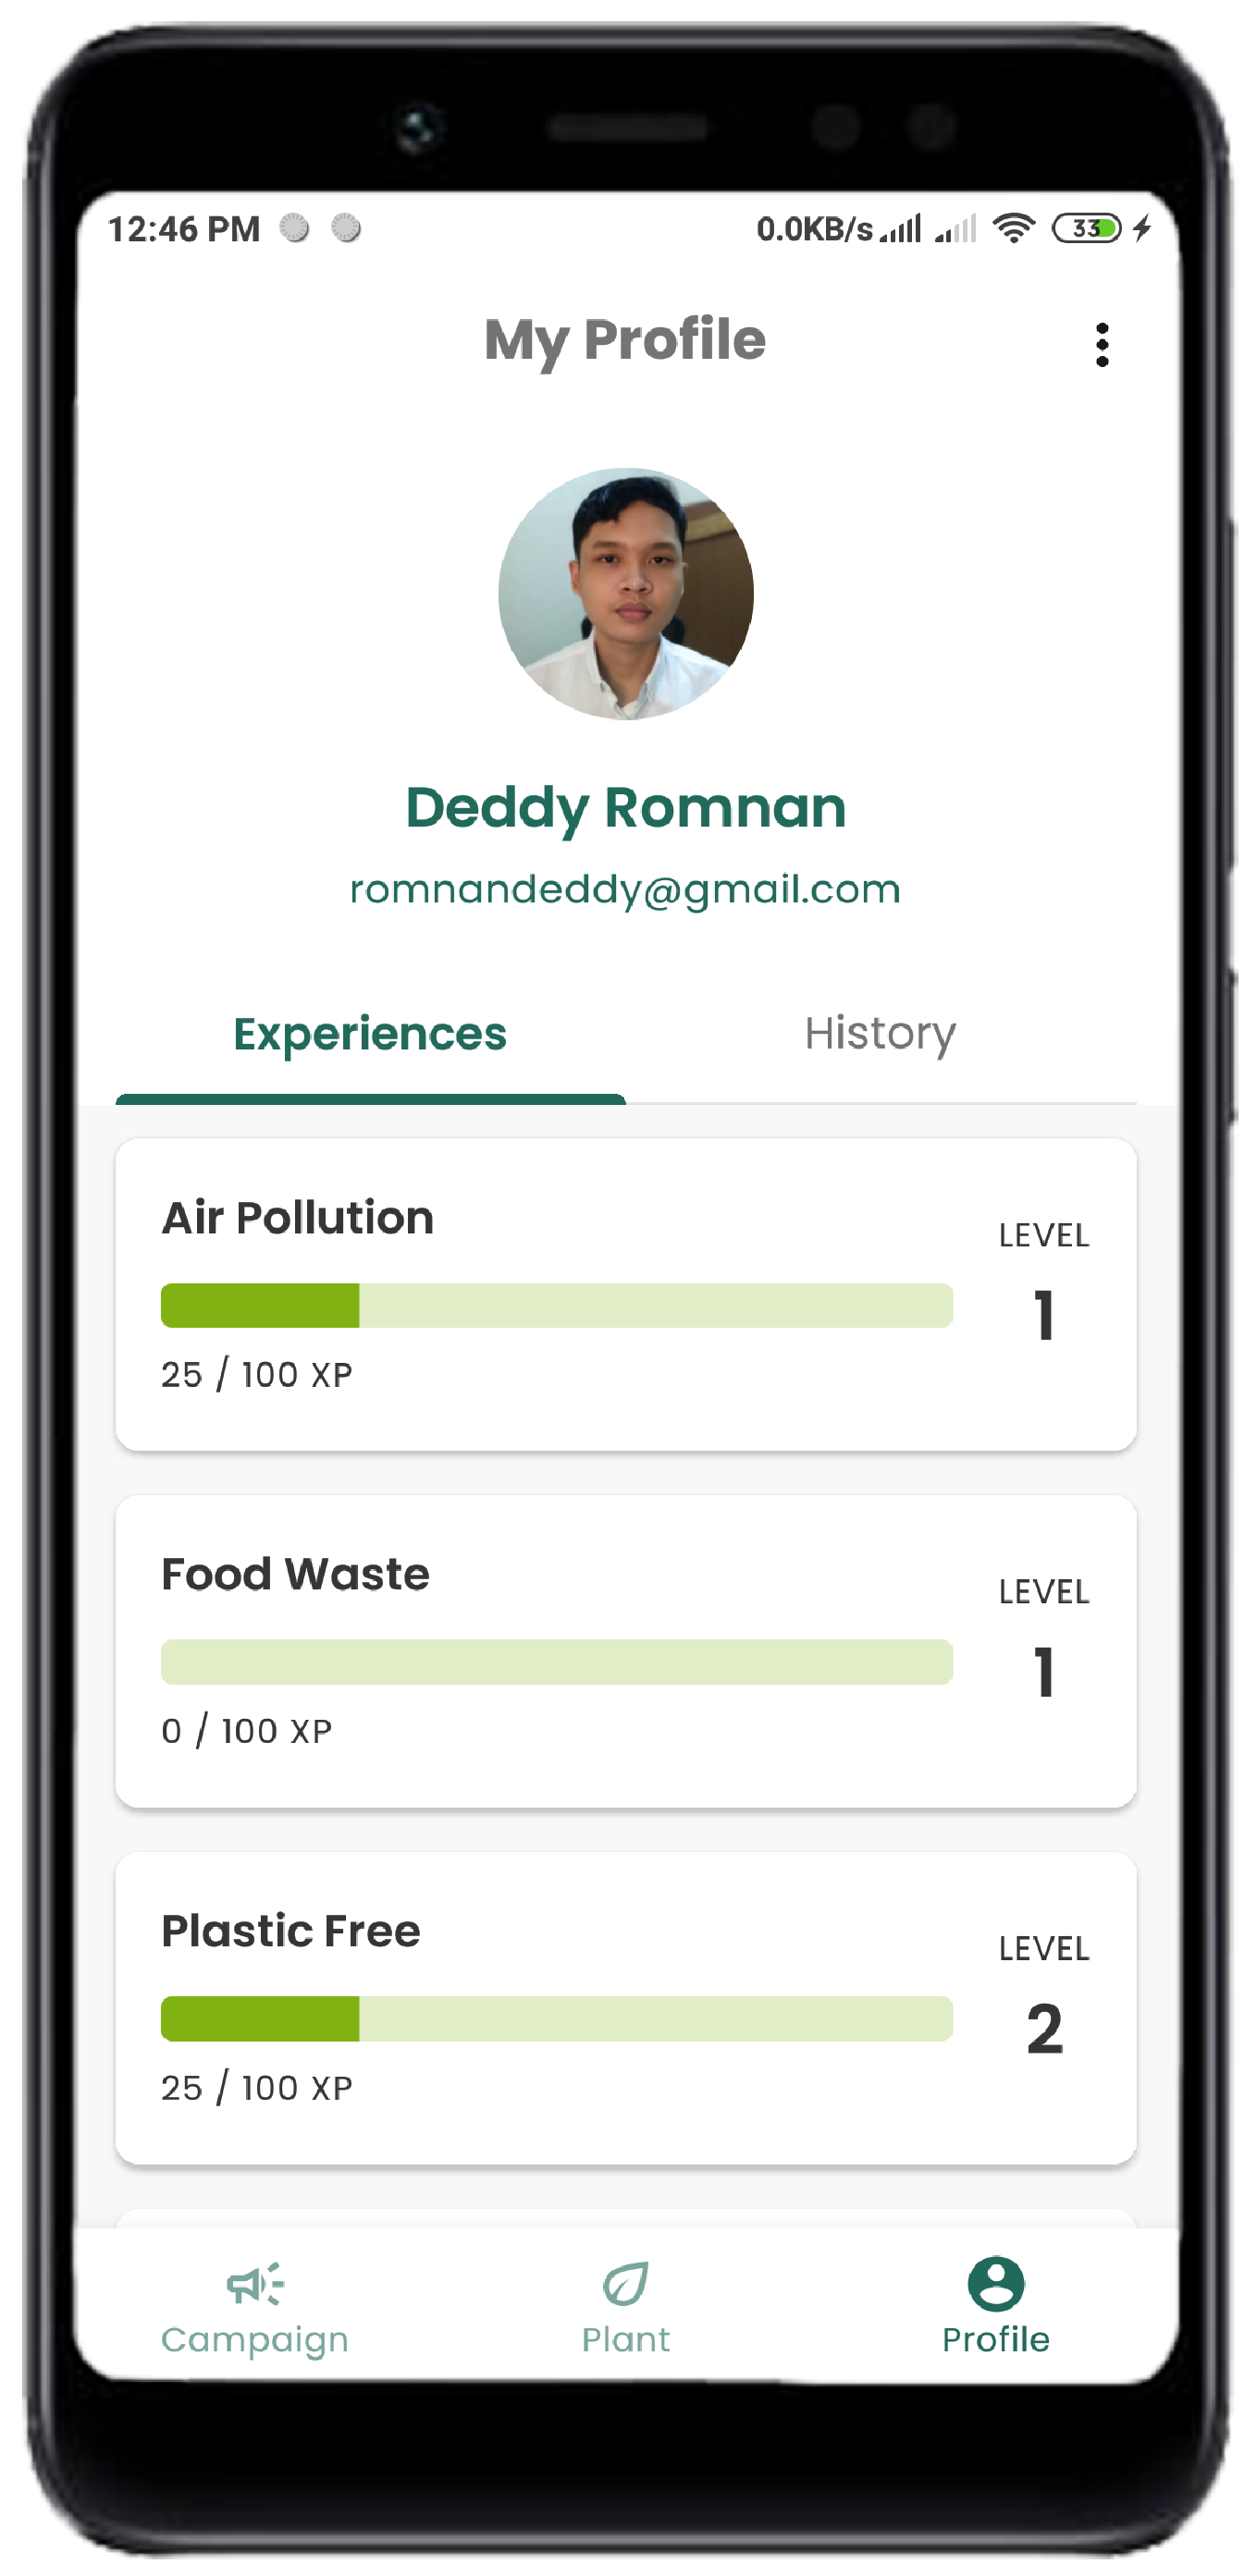 12:46 PM 0.0KB/s 33
My Profile
Deddy Romnan
romnandeddy@gmail.com
Experiences History
Air Pollution
LEVEL
1
25 / 100 XP
Food Waste
LEVEL
1
0 / 100 XP
Plastic Free
LEVEL
2
25 / 100 XP
Campaign Plant Profile